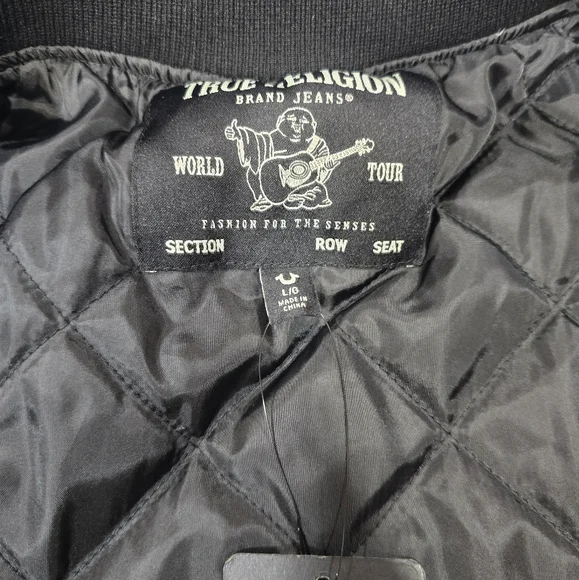 TRUE RELIGION
BRAND JEANS®
WORLD TOUR
FASHION FOR THE SENSES
SECTION ROW SEAT
L/G
MADE IN
CHINA